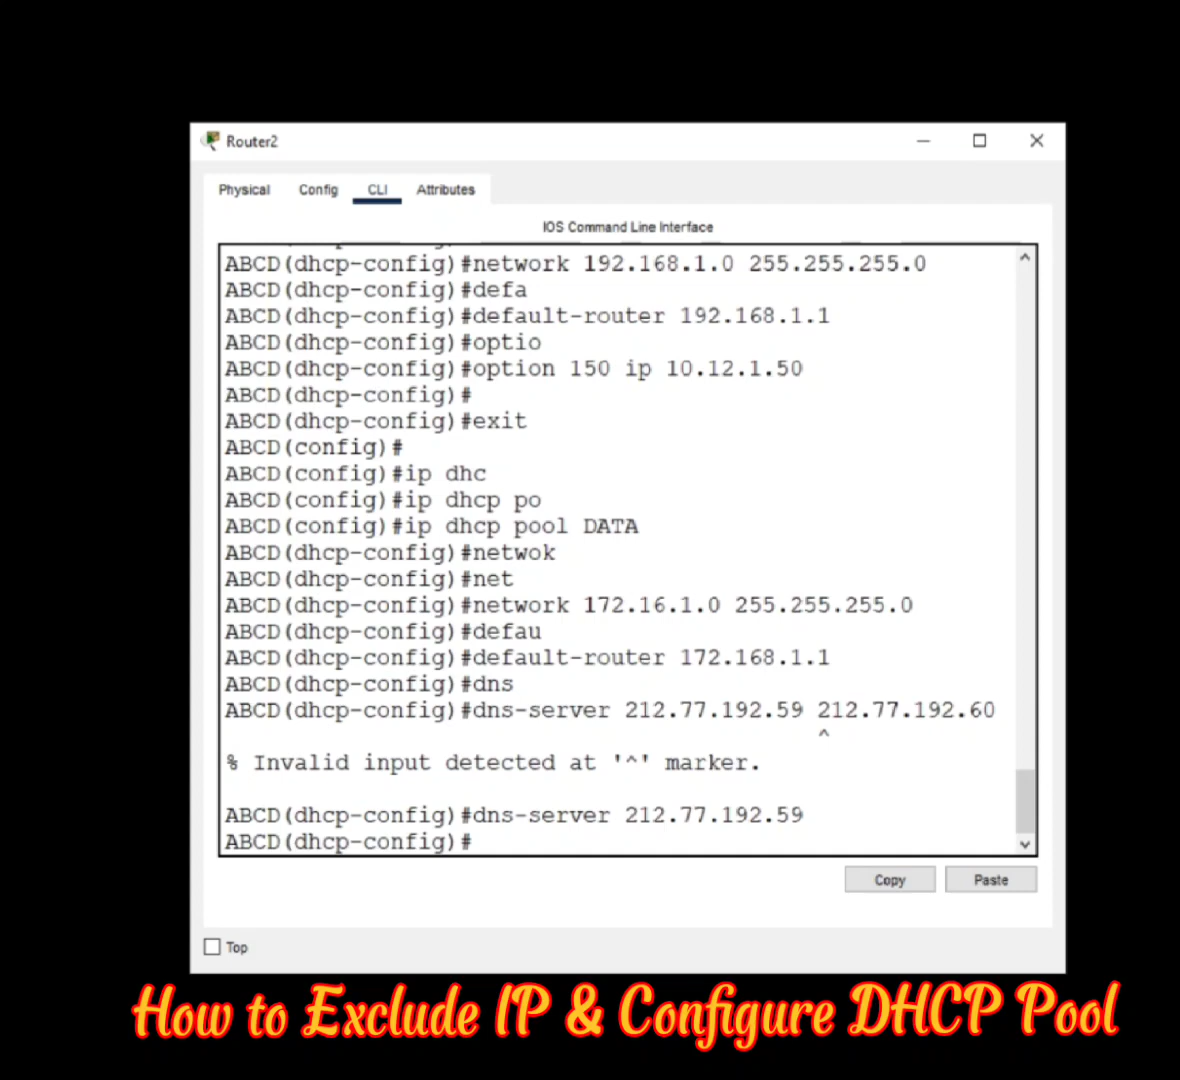 Router2
Physical Config CLI Attributes
IOS Command Line Interface
ABCD(dhcp-config)#network 192.168.1.0 255.255.255.0
ABCD(dhcp-config)#defa
ABCD(dhcp-config)#default-router 192.168.1.1
ABCD(dhcp-config)#optio
ABCD(dhcp-config)#option 150 ip 10.12.1.50
ABCD(dhcp-config)#
ABCD(dhcp-config)#exit
ABCD(config)#
ABCD(config)#ip dhc
ABCD(config)#ip dhcp po
ABCD(config)#ip dhcp pool DATA
ABCD(dhcp-config)#netwok
ABCD(dhcp-config)#net
ABCD(dhcp-config)#network 172.16.1.0 255.255.255.0
ABCD(dhcp-config)#defau
ABCD(dhcp-config)#default-router 172.168.1.1
ABCD(dhcp-config)#dns
ABCD(dhcp-config)#dns-server 212.77.192.59 212.77.192.60
^
% Invalid input detected at '^' marker.
ABCD(dhcp-config)#dns-server 212.77.192.59
ABCD(dhcp-config)#
Copy Paste
Top
How to Exclude IP & Configure DHCP Pool